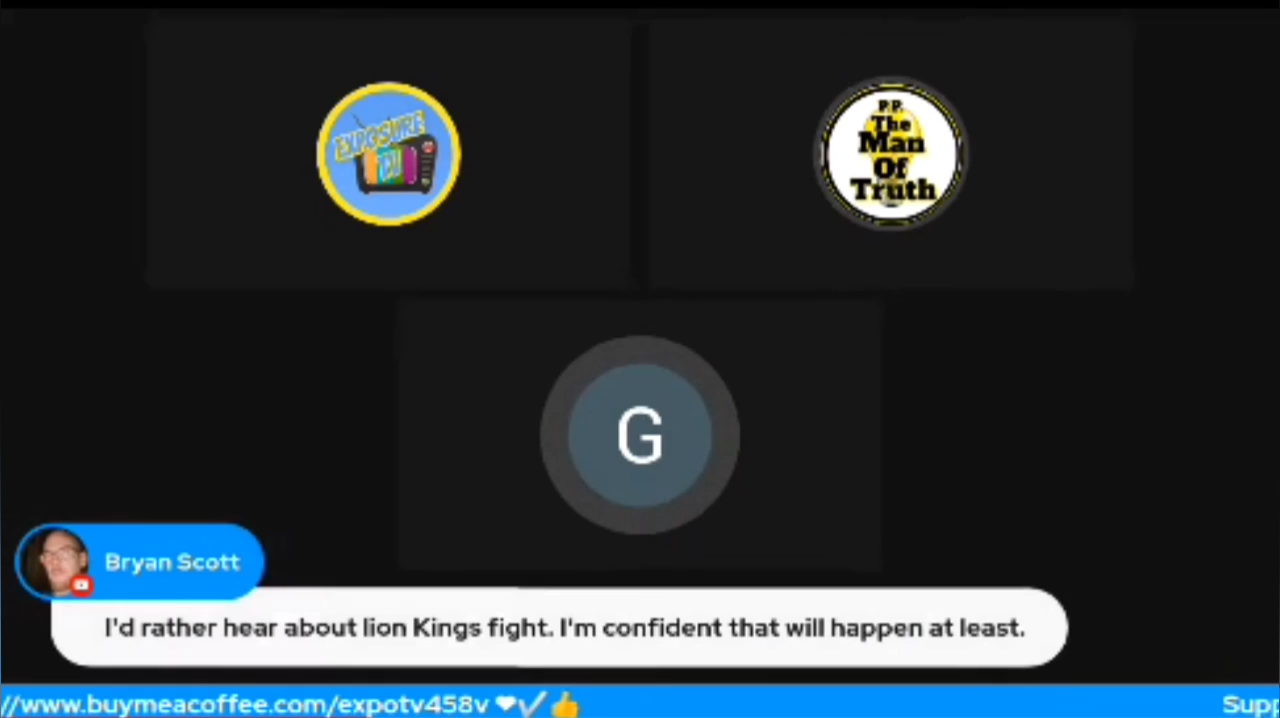 EXPOSURE
TV
P.P.
The
Man
Of
Truth
G
Bryan Scott
I'd rather hear about lion Kings fight. I'm confident that will happen at least.
//www.buymeacoffee.com/expotv458v ❤✔👍
Supp